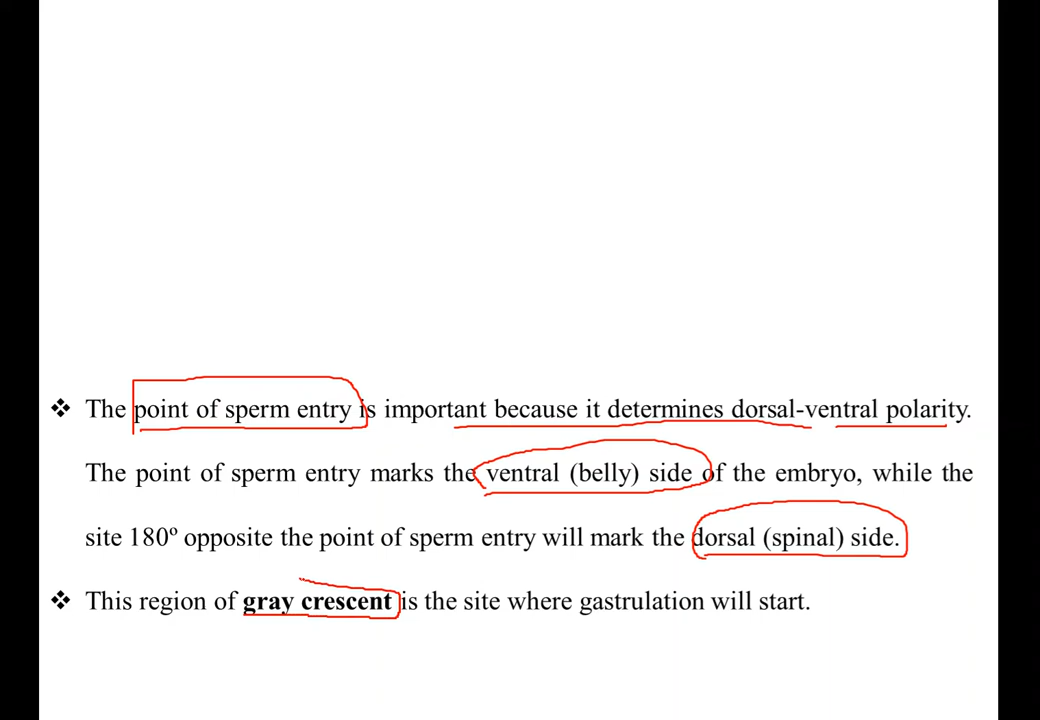 ❖ The point of sperm entry is important because it determines dorsal-ventral polarity.
The point of sperm entry marks the ventral (belly) side of the embryo, while the
site 180º opposite the point of sperm entry will mark the dorsal (spinal) side.
❖ This region of gray crescent is the site where gastrulation will start.